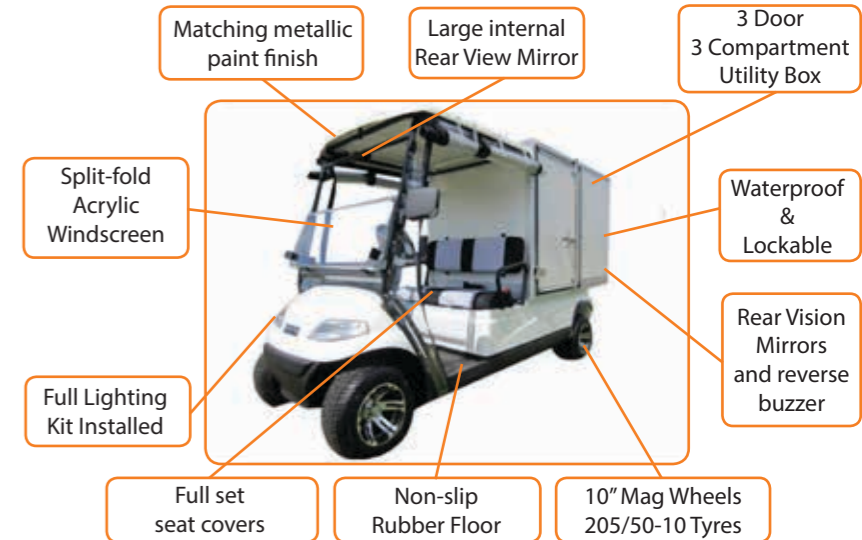 Matching metallic
paint finish
Large internal
Rear View Mirror
3 Door
3 Compartment
Utility Box
Split-fold
Acrylic
Windscreen
Waterproof
&
Lockable
Rear Vision
Mirrors
and reverse
buzzer
Full Lighting
Kit Installed
Full set
seat covers
Non-slip
Rubber Floor
10” Mag Wheels
205/50-10 Tyres